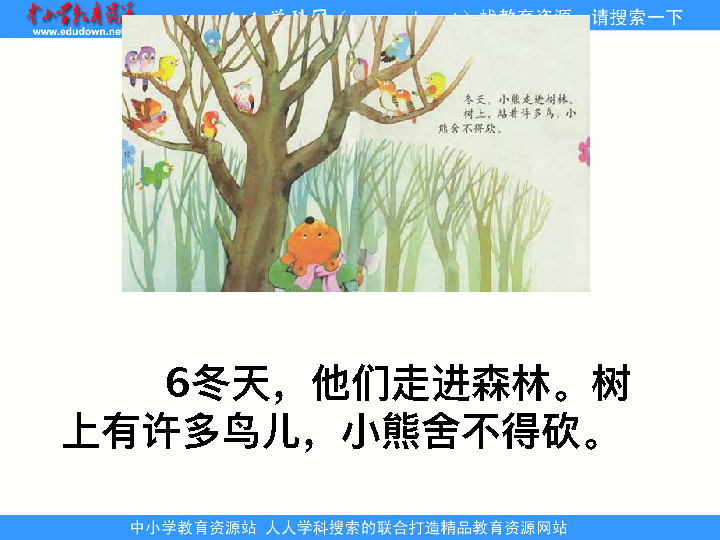 中小学教育资源
www.edudown.net
找教育资源
请搜索一下
冬天，小熊走进树林。
树上，站着许多鸟，小
熊舍不得砍。
10
6冬天，他们走进森林。树
上有许多鸟儿，小熊舍不得砍。
中小学教育资源站 人人学科搜索的联合打造精品教育资源网站